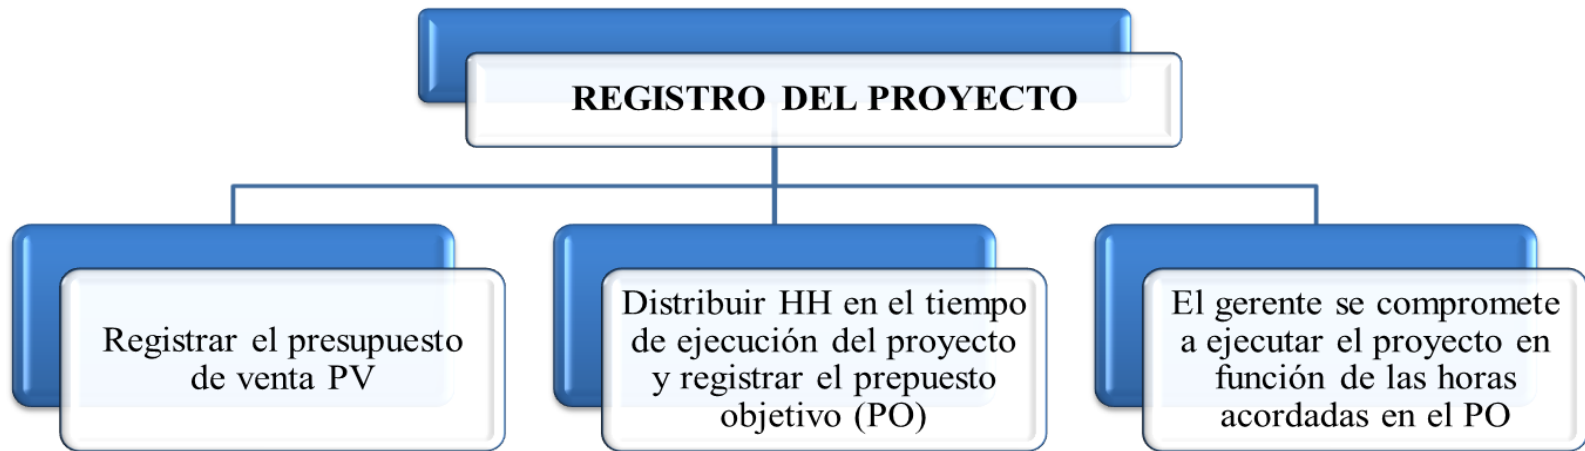 REGISTRO DEL PROYECTO
Registrar el presupuesto
de venta PV
Distribuir HH en el tiempo
de ejecución del proyecto
y registrar el prepuesto
objetivo (PO)
El gerente se compromete
a ejecutar el proyecto en
función de las horas
acordadas en el PO